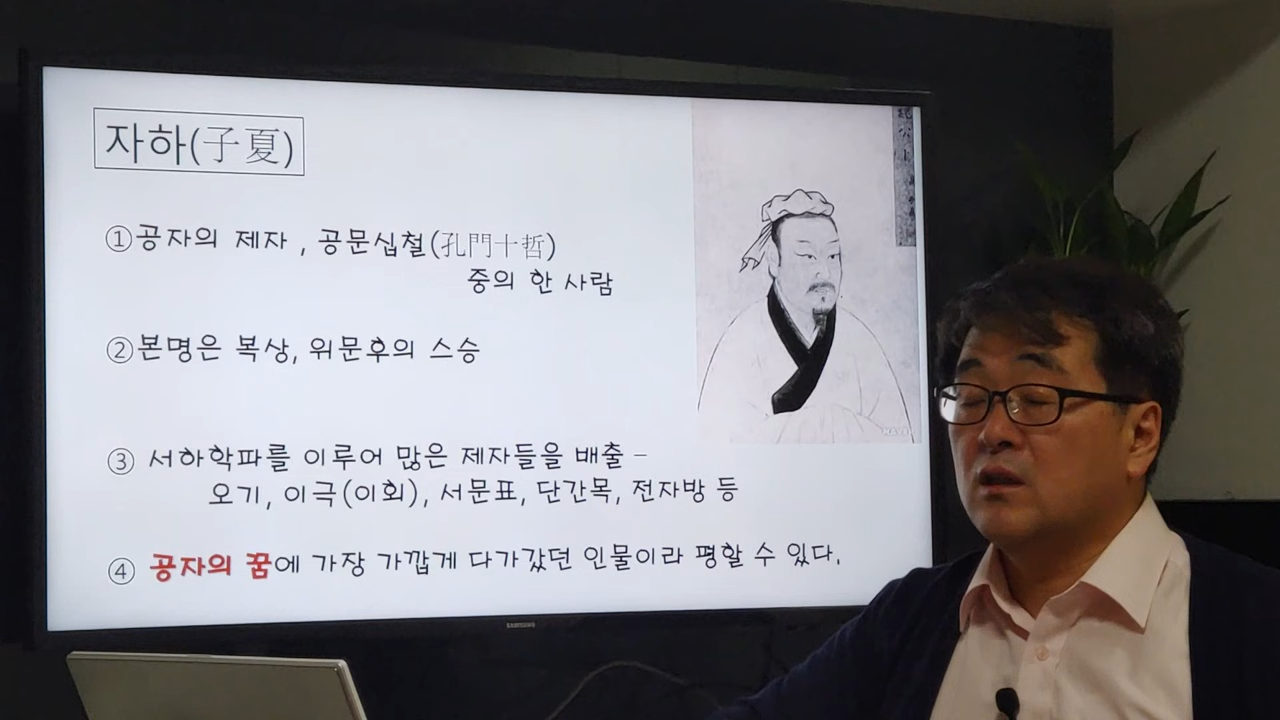 자하(子夏)
①공자의 제자 , 공문십철(孔門十哲)
중의 한 사람
②본명은 복상, 위문후의 스승
③ 서하학파를 이루어 많은 제자들을 배출 –
오기, 이극(이회), 서문표, 단간목, 전자방 등
④ 공자의 꿈에 가장 가깝게 다가갔던 인물이라 평할 수 있다.
SAMSUNG